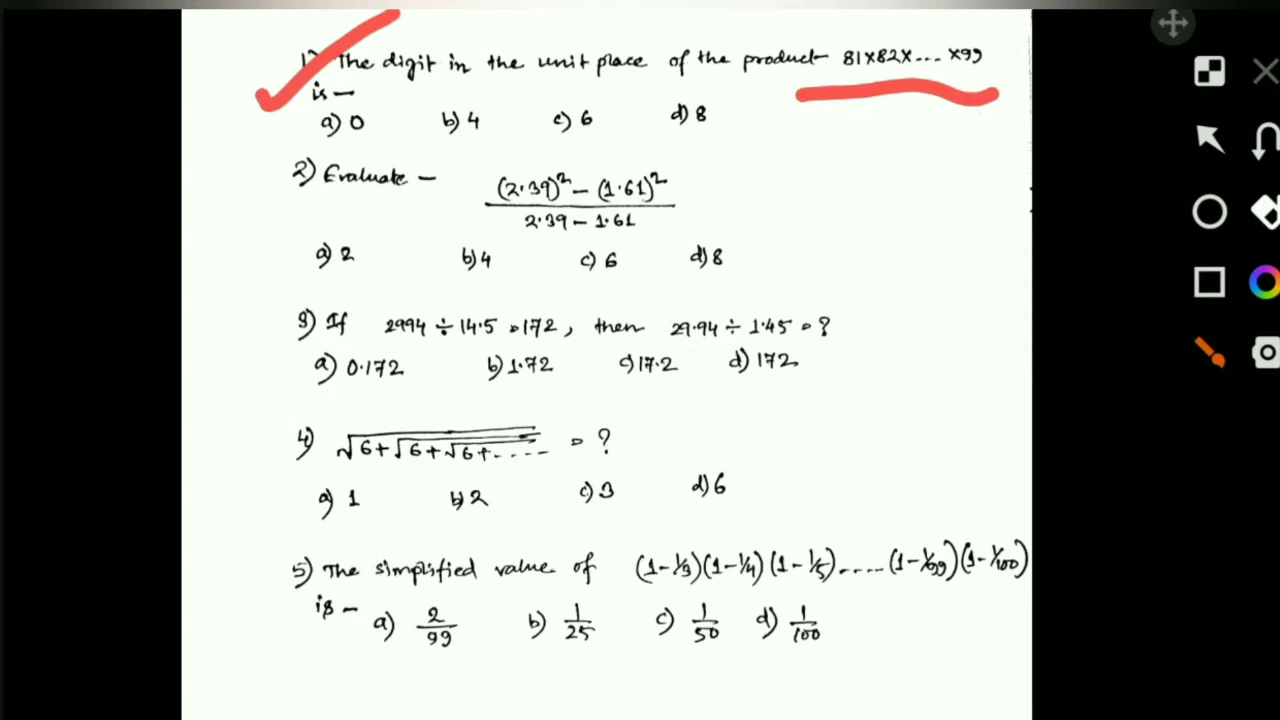 1) The digit in the unit place of the product 81×82×... ×99
is —
a) 0 b) 4 c) 6 d) 8
2) Evaluate — (2.39)² − (1.61)² / 2.39 − 1.61
a) 2 b) 4 c) 6 d) 8
3) If 2994 ÷ 14.5 = 172, then 29.94 ÷ 1.45 = ?
a) 0.172 b) 1.72 c) 17.2 d) 172
4) √6+√6+√6+.... = ?
a) 1 b) 2 c) 3 d) 6
5) The simplified value of (1-1/3)(1-1/4)(1-1/5).....(1-1/99)(1-1/100)
is —
a) 2/99 b) 1/25 c) 1/50 d) 1/100